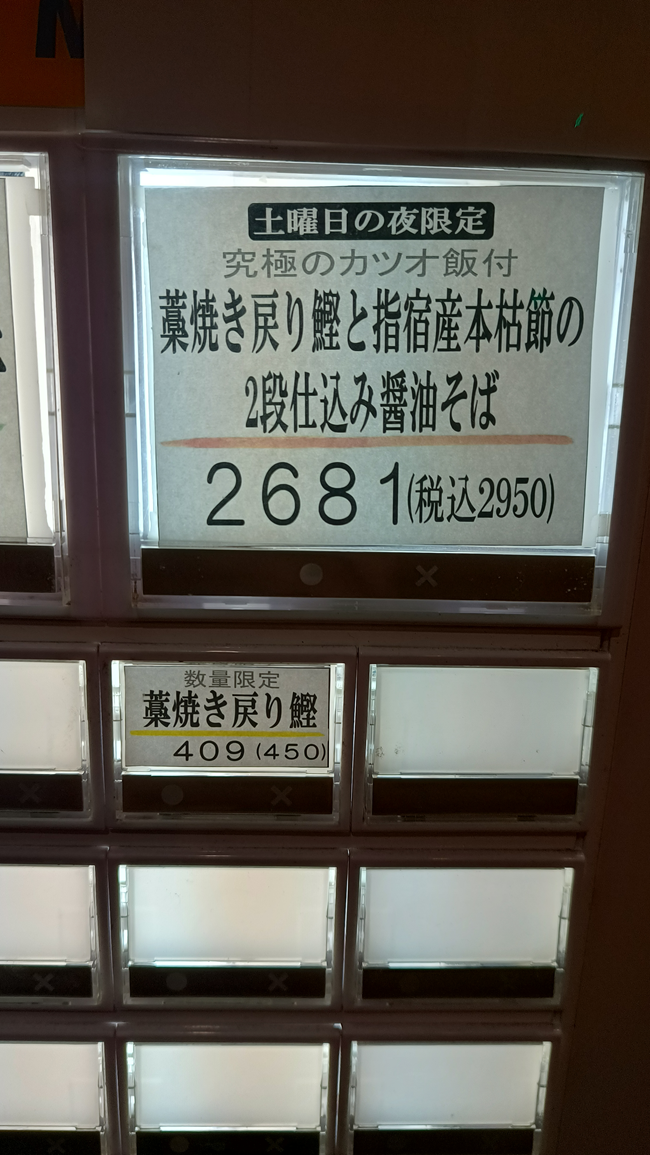 土曜日の夜限定
究極のカツオ飯付
藁焼き戻り鰹と指宿産本枯節の
2段仕込み醤油そば
2681(税込2950)
数量限定
藁焼き戻り鰹
409(450)